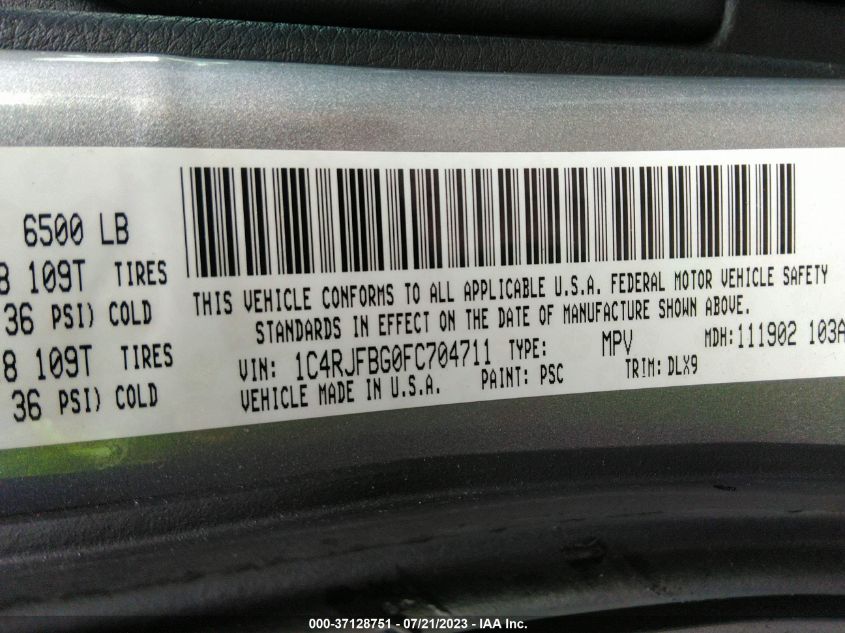 6500 LB
8 109T TIRES
36 PSI) COLD
8 109T TIRES
36 PSI) COLD
THIS VEHICLE CONFORMS TO ALL APPLICABLE U.S.A. FEDERAL MOTOR VEHICLE SAFETY
STANDARDS IN EFFECT ON THE DATE OF MANUFACTURE SHOWN ABOVE.
VIN: 1C4RJFBG0FC704711 TYPE: MPV MDH:111902 103A
VEHICLE MADE IN U.S.A. PAINT: PSC TRIM: DLX9
000-37128751 - 07/21/2023 - IAA Inc.